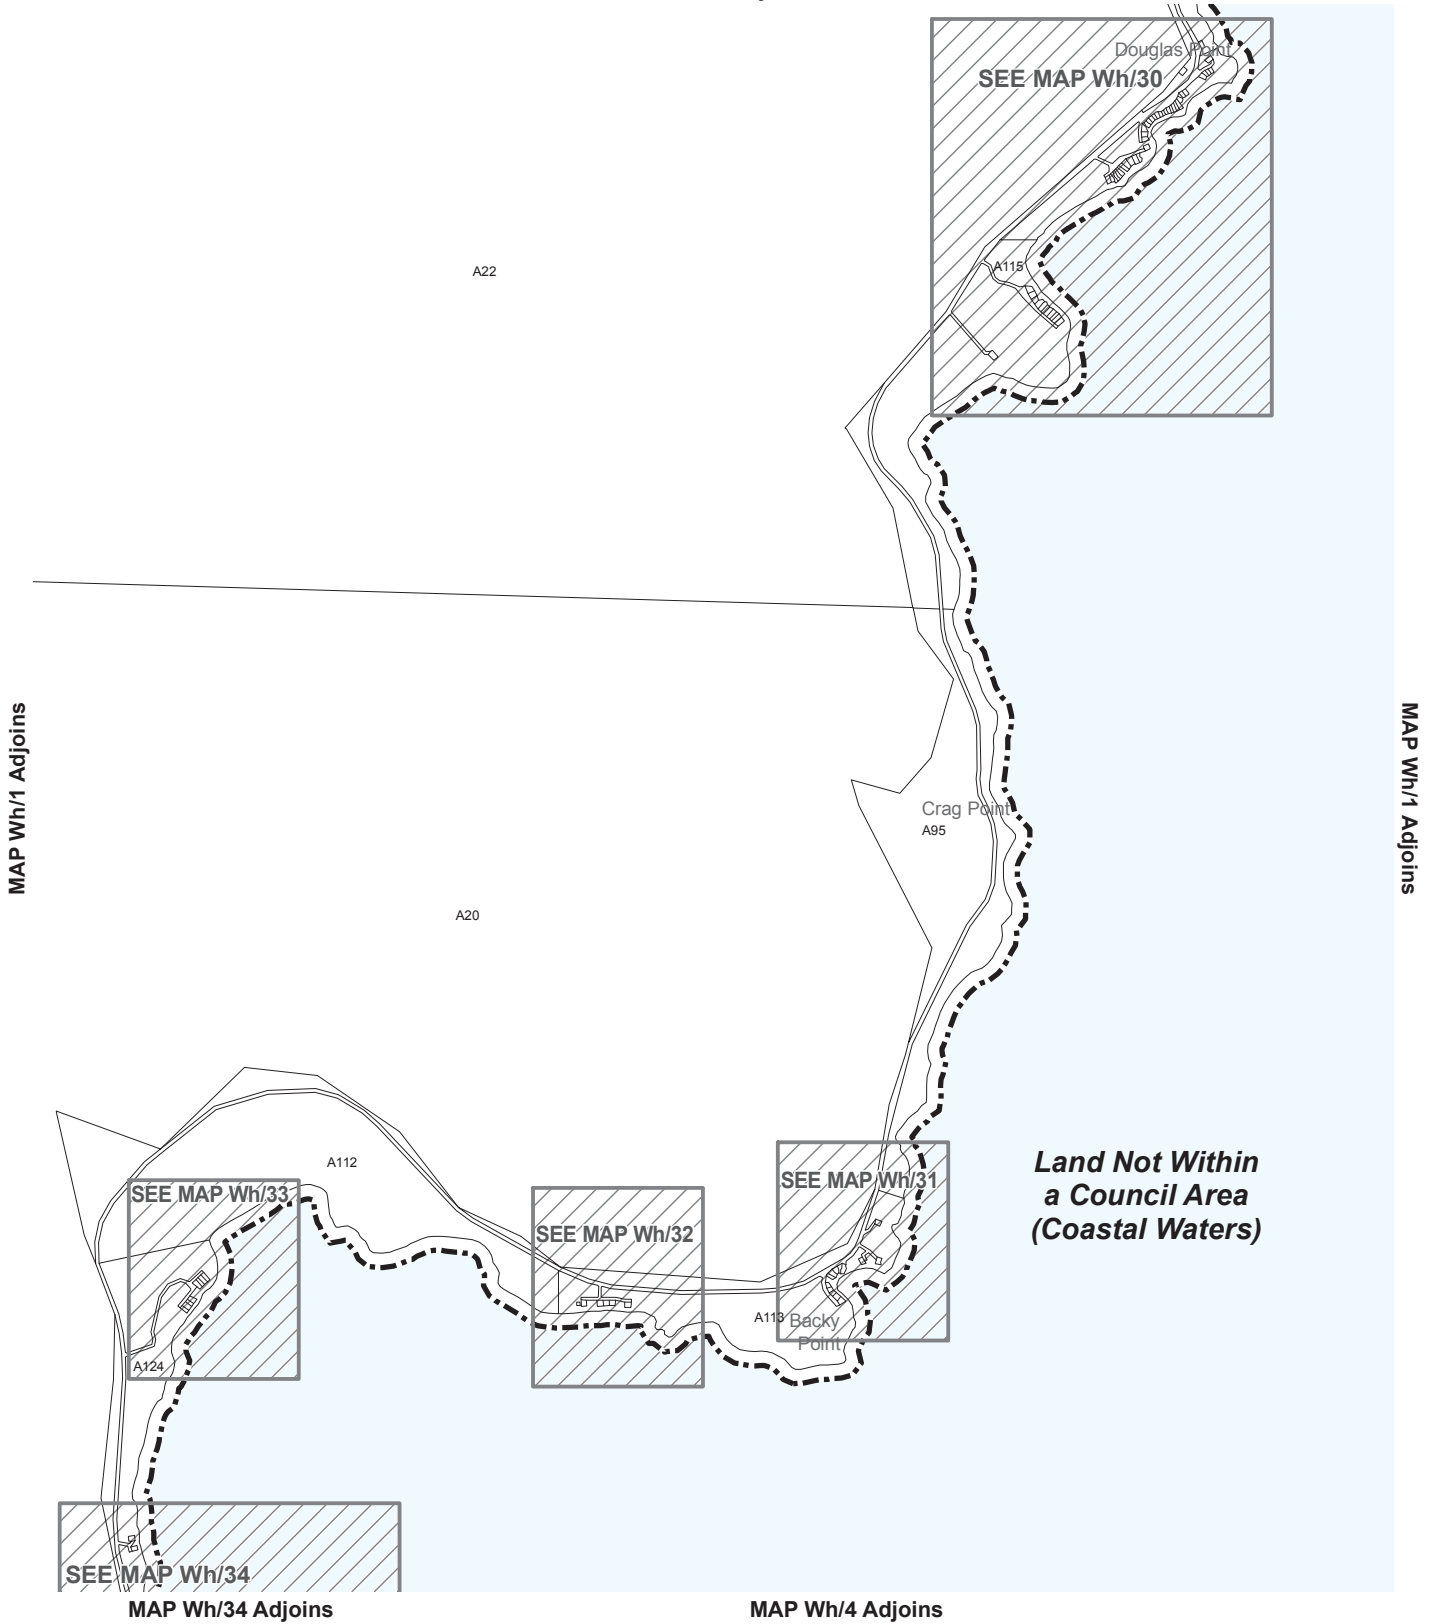 Douglas Point
SEE MAP Wh/30
A22
A115
MAP Wh/1 Adjoins
MAP Wh/1 Adjoins
Crag Point
A95
A20
Land Not Within
a Council Area
(Coastal Waters)
A112
SEE MAP Wh/33
SEE MAP Wh/32
SEE MAP Wh/31
A113
Backy
Point
A124
SEE MAP Wh/34
MAP Wh/34 Adjoins
MAP Wh/4 Adjoins